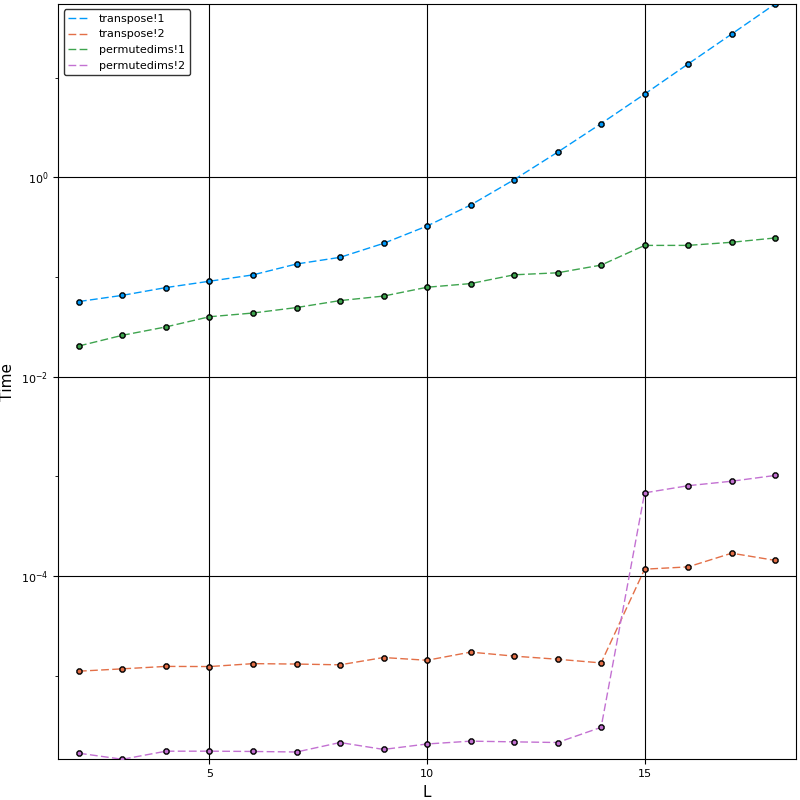 transpose!1
transpose!2
permutedims!1
permutedims!2
10⁰
10⁻²
10⁻⁴
Time
5 10 15
L